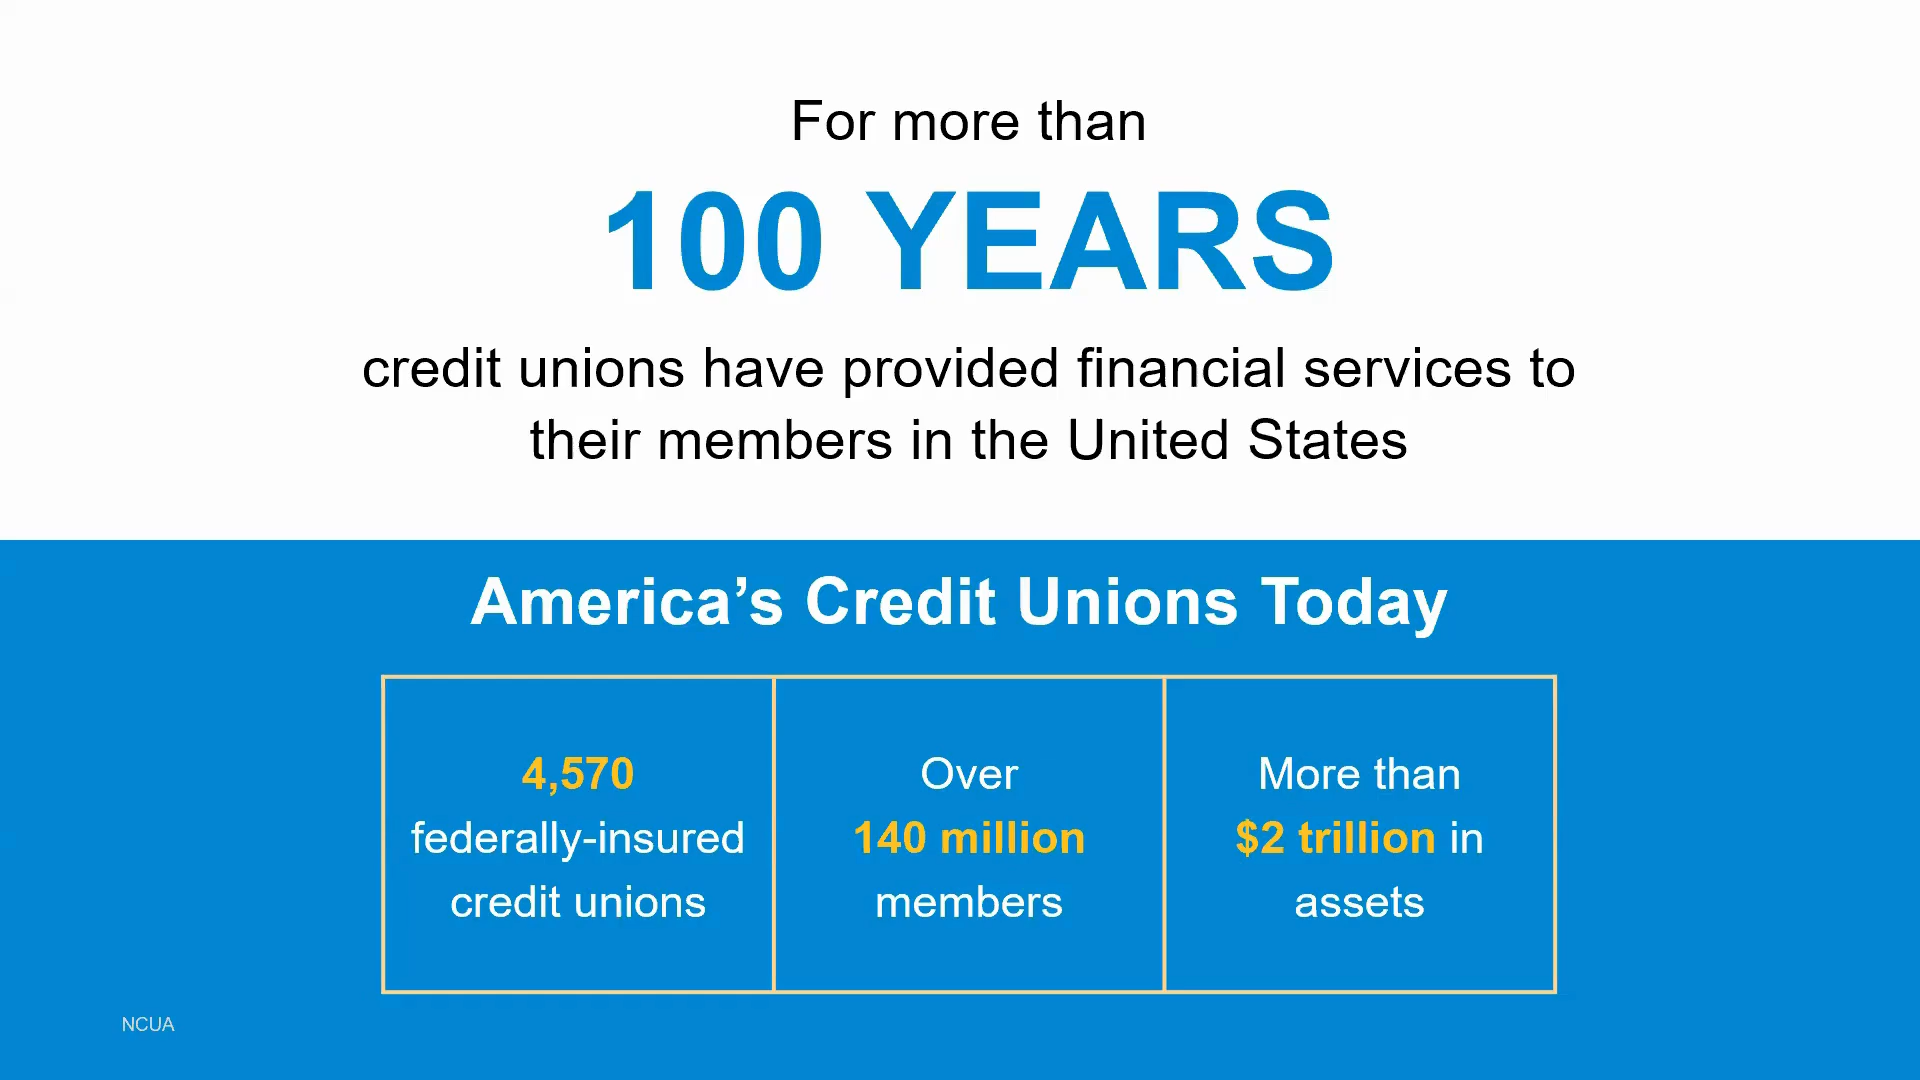 For more than
100 YEARS
credit unions have provided financial services to
their members in the United States
America’s Credit Unions Today
4,570
federally-insured
credit unions
Over
140 million
members
More than
$2 trillion in
assets
NCUA